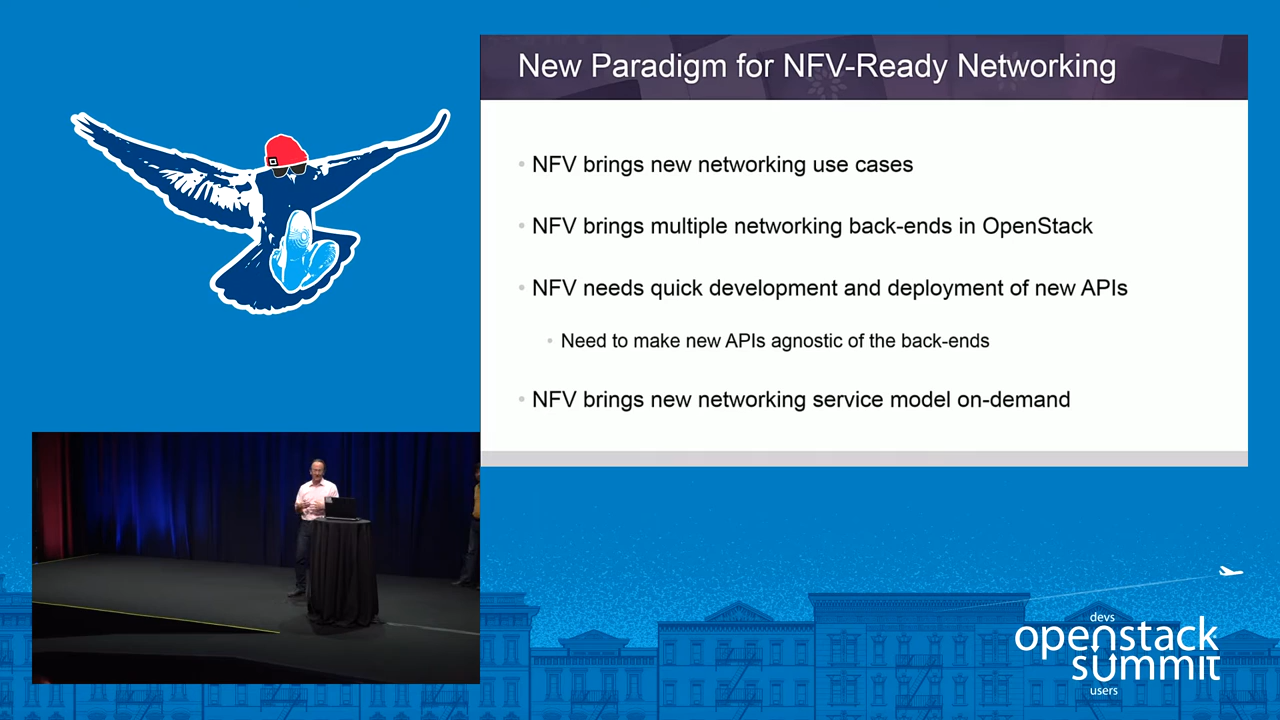 New Paradigm for NFV-Ready Networking
NFV brings new networking use cases
NFV brings multiple networking back-ends in OpenStack
NFV needs quick development and deployment of new APIs
Need to make new APIs agnostic of the back-ends
NFV brings new networking service model on-demand
devs
openstack
summit
users